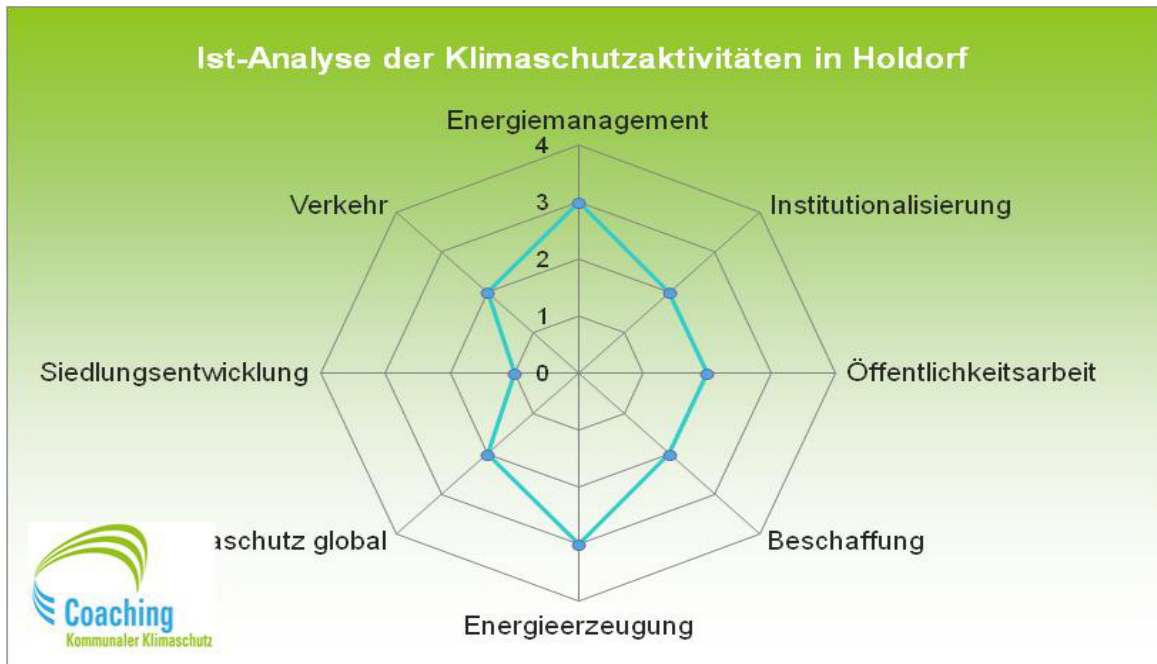 Ist-Analyse der Klimaschutzaktivitäten in Holdorf
Energiemanagement
4
Verkehr
3
Institutionalisierung
2
1
Siedlungsentwicklung
0
Öffentlichkeitsarbeit
global
Beschaffung
Energieerzeugung
Coaching
Kommunaler Klimaschutz